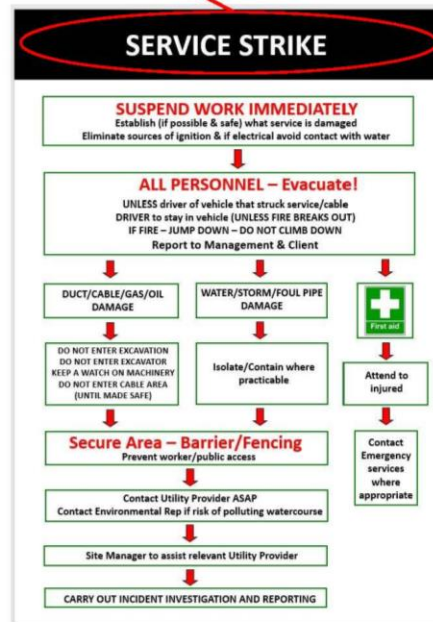 SERVICE STRIKE
SUSPEND WORK IMMEDIATELY
Establish (if possible & safe) what service is damaged
Eliminate sources of ignition & if electrical avoid contact with water
ALL PERSONNEL – Evacuate!
UNLESS driver of vehicle that struck service/cable
DRIVER to stay in vehicle (UNLESS FIRE BREAKS OUT)
IF FIRE – JUMP DOWN – DO NOT CLIMB DOWN
Report to Management & Client
DUCT/CABLE/GAS/OIL
DAMAGE
WATER/STORM/FOUL PIPE
DAMAGE
First aid
DO NOT ENTER EXCAVATION
DO NOT ENTER EXCAVATOR
KEEP A WATCH ON MACHINERY
DO NOT ENTER CABLE AREA
(UNTIL MADE SAFE)
Isolate/Contain where
practicable
Attend to
injured
Secure Area – Barrier/Fencing
Prevent worker/public access
Contact
Emergency
services
where
appropriate
Contact Utility Provider ASAP
Contact Environmental Rep if risk of polluting watercourse
Site Manager to assist relevant Utility Provider
CARRY OUT INCIDENT INVESTIGATION AND REPORTING